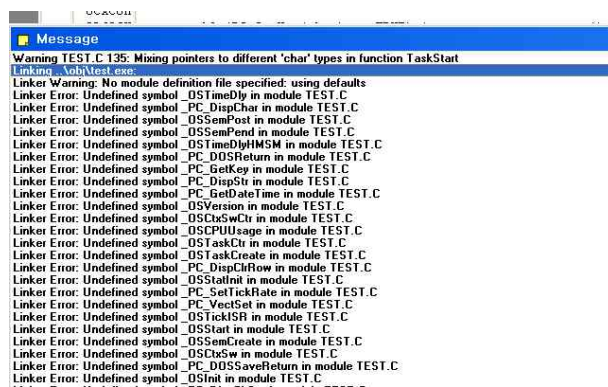 Message
Warning TEST.C 135: Mixing pointers to different 'char' types in function TaskStart
Linking ..\obj\test.exe:
Linker Warning: No module definition file specified: using defaults
Linker Error: Undefined symbol _OSTimeDly in module TEST.C
Linker Error: Undefined symbol _PC_DispChar in module TEST.C
Linker Error: Undefined symbol _OSSemPost in module TEST.C
Linker Error: Undefined symbol _OSSemPend in module TEST.C
Linker Error: Undefined symbol _OSTimeDlyHMSM in module TEST.C
Linker Error: Undefined symbol _PC_DOSReturn in module TEST.C
Linker Error: Undefined symbol _PC_GetKey in module TEST.C
Linker Error: Undefined symbol _PC_DispStr in module TEST.C
Linker Error: Undefined symbol _PC_GetDateTime in module TEST.C
Linker Error: Undefined symbol _OSVersion in module TEST.C
Linker Error: Undefined symbol _OSCtxSwCtr in module TEST.C
Linker Error: Undefined symbol _OSCPUUsage in module TEST.C
Linker Error: Undefined symbol _OSTaskCtr in module TEST.C
Linker Error: Undefined symbol _OSTaskCreate in module TEST.C
Linker Error: Undefined symbol _PC_DispClrRow in module TEST.C
Linker Error: Undefined symbol _OSStatInit in module TEST.C
Linker Error: Undefined symbol _PC_SetTickRate in module TEST.C
Linker Error: Undefined symbol _PC_VectSet in module TEST.C
Linker Error: Undefined symbol _OSTickISR in module TEST.C
Linker Error: Undefined symbol _OSStart in module TEST.C
Linker Error: Undefined symbol _OSSemCreate in module TEST.C
Linker Error: Undefined symbol _OSCtxSw in module TEST.C
Linker Error: Undefined symbol _PC_DOSSaveReturn in module TEST.C
Linker Error: Undefined symbol _OSInit in module TEST.C